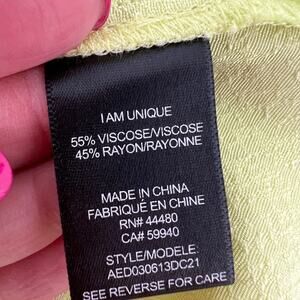 I AM UNIQUE
55% VISCOSE/VISCOSE
45% RAYON/RAYONNE
MADE IN CHINA
FABRIQUÉ EN CHINE
RN# 44480
CA# 59940
STYLE/MODELE:
AED030613DC21
SEE REVERSE FOR CARE